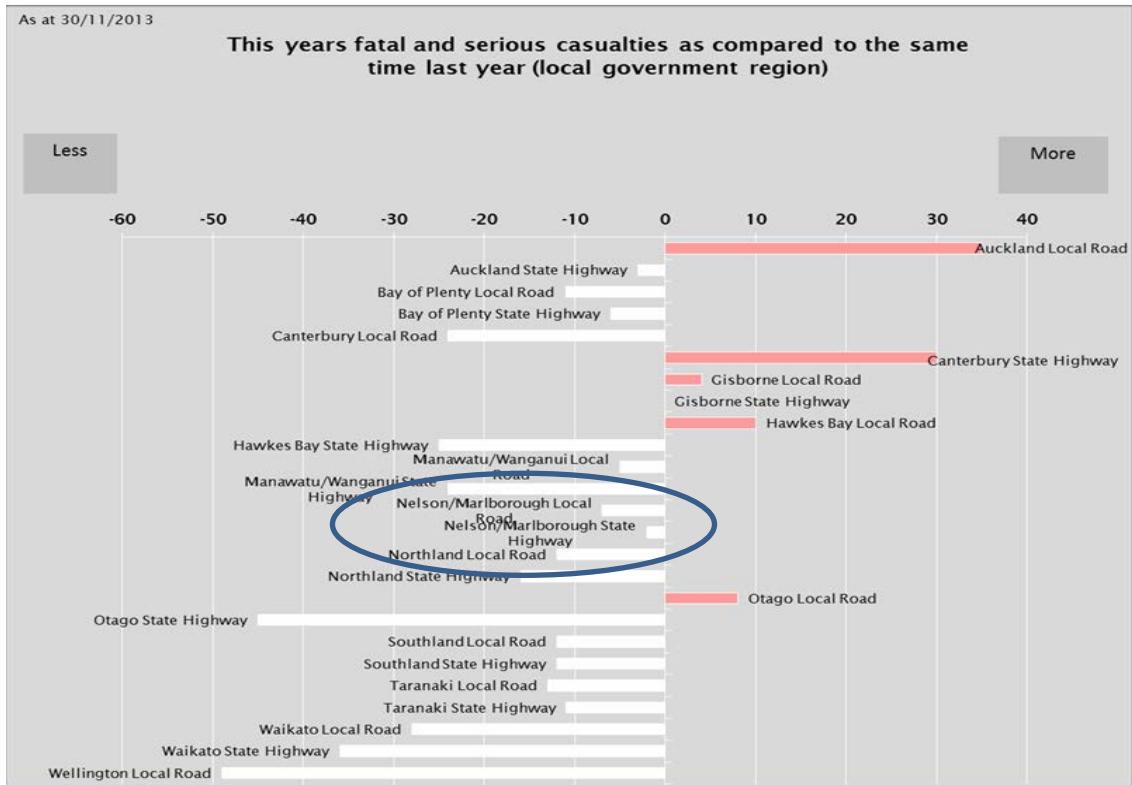 As at 30/11/2013
This years fatal and serious casualties as compared to the same
time last year (local government region)
Less
More
-60 -50 -40 -30 -20 -10 0 10 20 30 40
Auckland Local Road
Auckland State Highway
Bay of Plenty Local Road
Bay of Plenty State Highway
Canterbury Local Road
Canterbury State Highway
Gisborne Local Road
Gisborne State Highway
Hawkes Bay Local Road
Hawkes Bay State Highway
Manawatu/Wanganui Local
Road
Manawatu/Wanganui State
Highway
Nelson/Marlborough Local
Road
Nelson/Marlborough State
Highway
Northland Local Road
Northland State Highway
Otago Local Road
Otago State Highway
Southland Local Road
Southland State Highway
Taranaki Local Road
Taranaki State Highway
Waikato Local Road
Waikato State Highway
Wellington Local Road